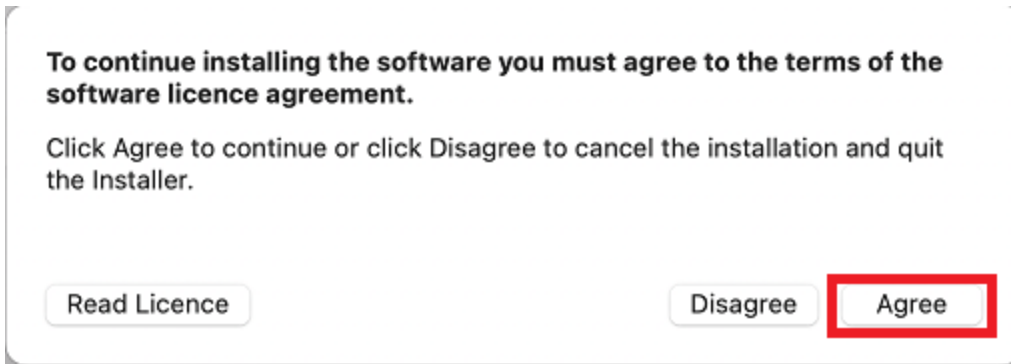 To continue installing the software you must agree to the terms of the
software licence agreement.
Click Agree to continue or click Disagree to cancel the installation and quit
the Installer.
Read Licence Disagree Agree